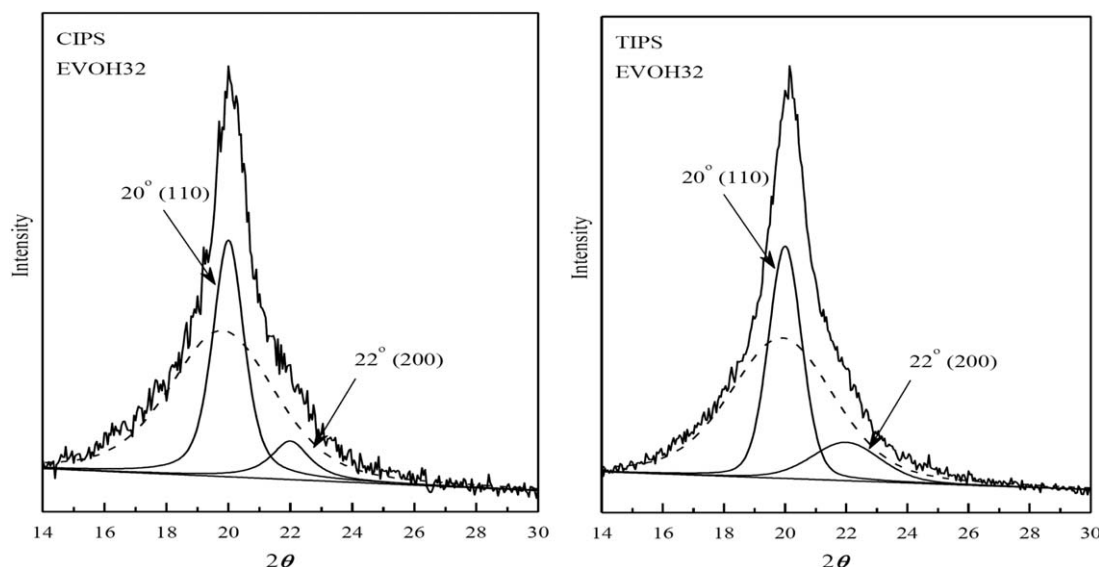 CIPS
EVOH32
20° (110)
22° (200)
Intensity
14 16 18 20 22 24 26 28 30
2θ
TIPS
EVOH32
20° (110)
22° (200)
Intensity
14 16 18 20 22 24 26 28 30
2θ